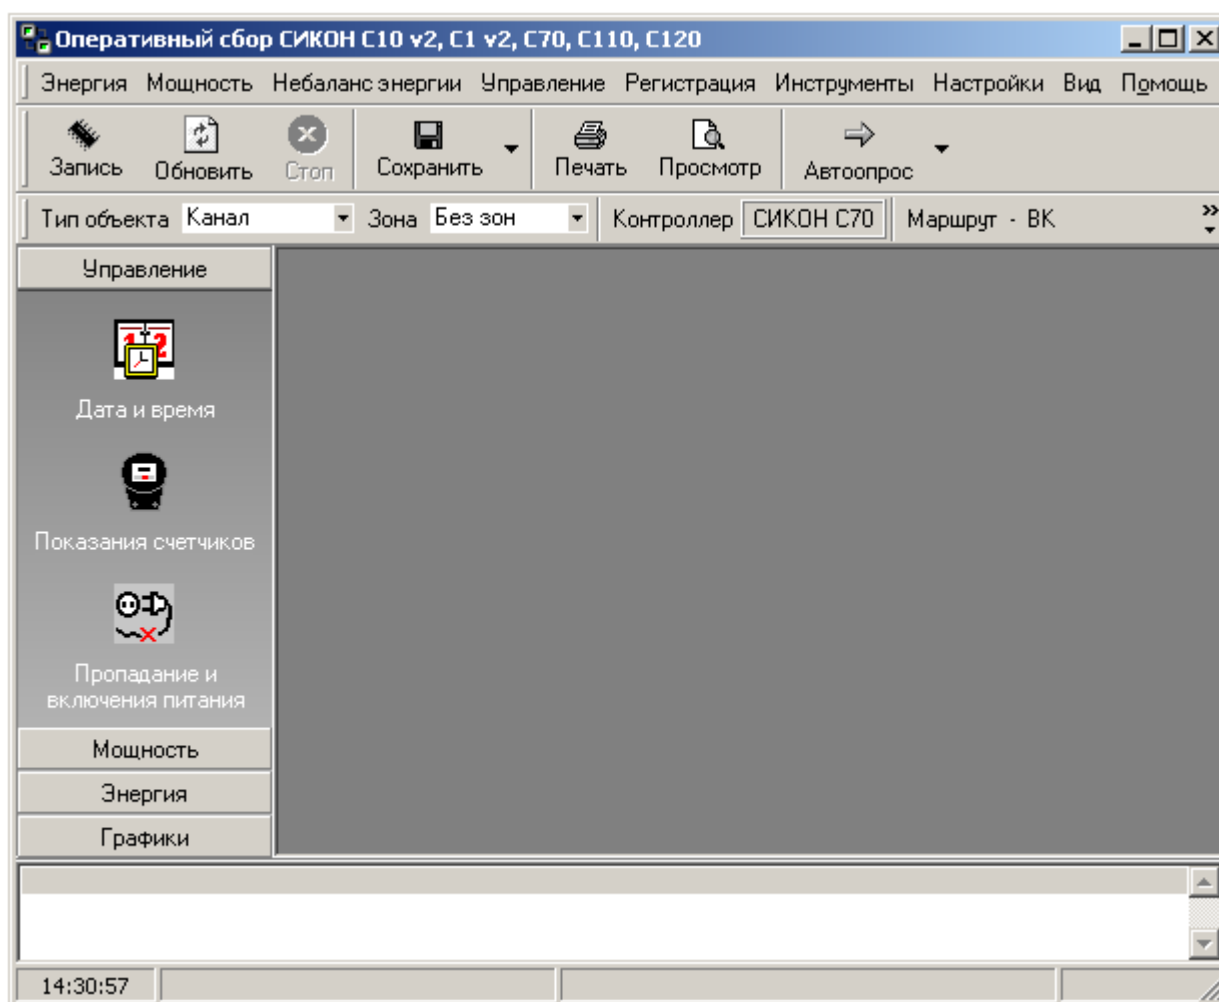 Оперативный сбор СИКОН С10 v2, С1 v2, С70, С110, С120
Энергия Мощность Небаланс энергии Управление Регистрация Инструменты Настройки Вид Помощь
Запись Обновить Стоп Сохранить Печать Просмотр Автоопрос
Тип объекта Канал Зона Без зон Контроллер СИКОН С70 Маршрут - ВК
Управление
12
Дата и время
Показания счетчиков
Пропадание и
включения питания
Мощность
Энергия
Графики
14:30:57